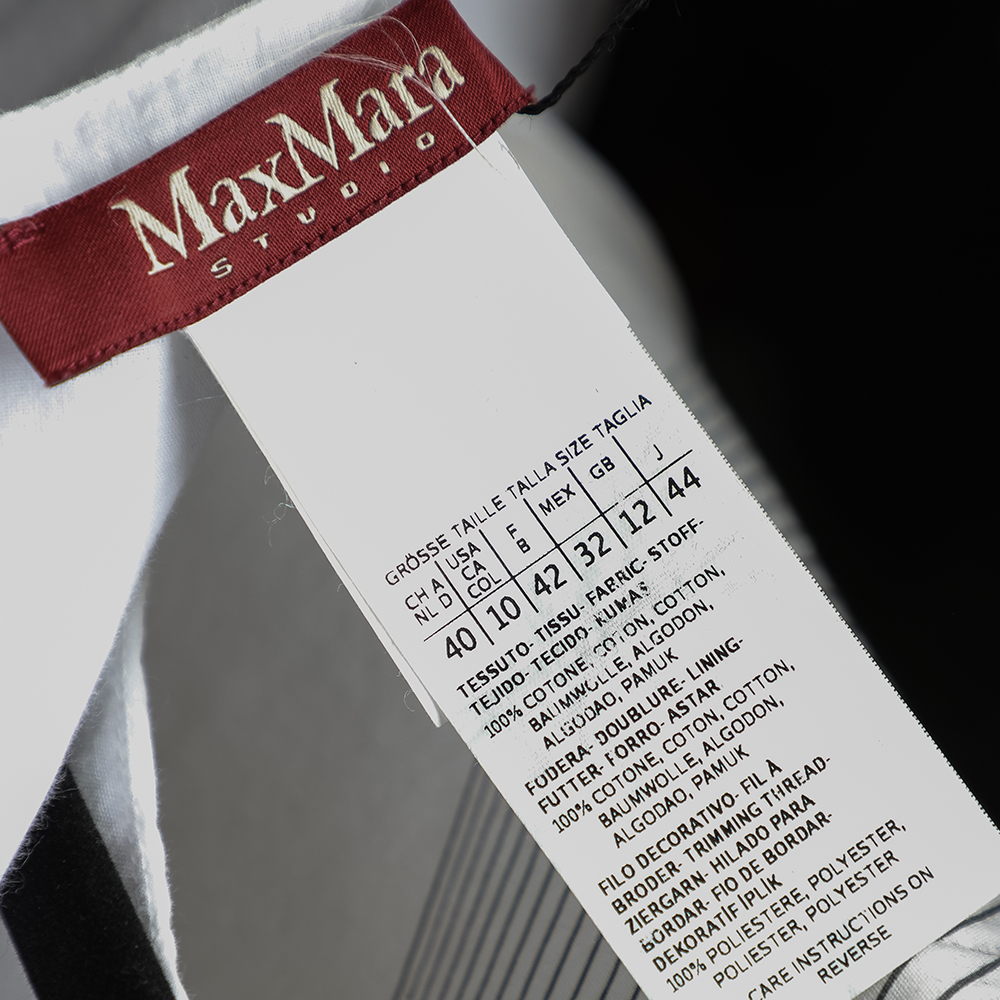 MaxMara
STUDIO
GRÖSSE TAILLE TALLA SIZE TAGLIA
CH A NL D | USA CA COL | F B | MEX | GB | J
40 | 10 | 42 | 32 | 12 | 44
TESSUTO- TISSU- FABRIC- STOFF-
TEJIDO- TECIDO- KUMAS
100% COTONE, COTON, COTTON,
BAUMWOLLE, ALGODON,
ALGODAO, PAMUK
FODERA- DOUBLURE- LINING-
FUTTER- FORRO- ASTAR
100% COTONE, COTON, COTTON,
BAUMWOLLE, ALGODON,
ALGODAO, PAMUK
FILO DECORATIVO- FIL À
BRODER- TRIMMING THREAD-
ZIERGARN- HILADO PARA
BORDAR- FIO DE BORDAR-
DEKORATİF İPLİK
100% POLIESTERE, POLYESTER,
POLIESTER, POLYESTER
CARE INSTRUCTIONS ON
REVERSE